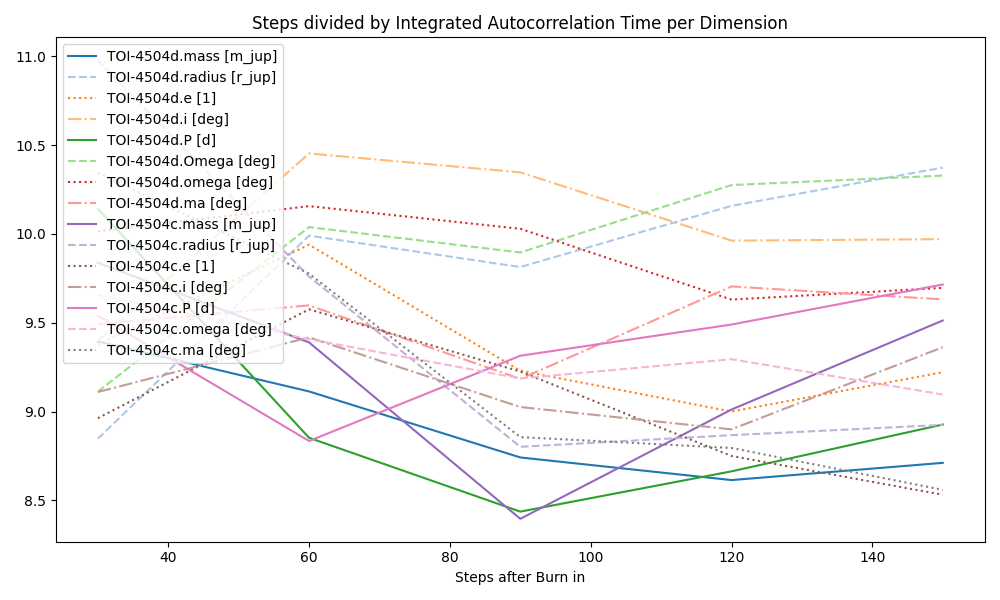 Steps divided by Integrated Autocorrelation Time per Dimension
11.0
10.5
10.0
9.5
9.0
8.5
TOI-4504d.mass [m_jup]
TOI-4504d.radius [r_jup]
TOI-4504d.e [1]
TOI-4504d.i [deg]
TOI-4504d.P [d]
TOI-4504d.Omega [deg]
TOI-4504d.omega [deg]
TOI-4504d.ma [deg]
TOI-4504c.mass [m_jup]
TOI-4504c.radius [r_jup]
TOI-4504c.e [1]
TOI-4504c.i [deg]
TOI-4504c.P [d]
TOI-4504c.omega [deg]
TOI-4504c.ma [deg]
40 60 80 100 120 140
Steps after Burn in